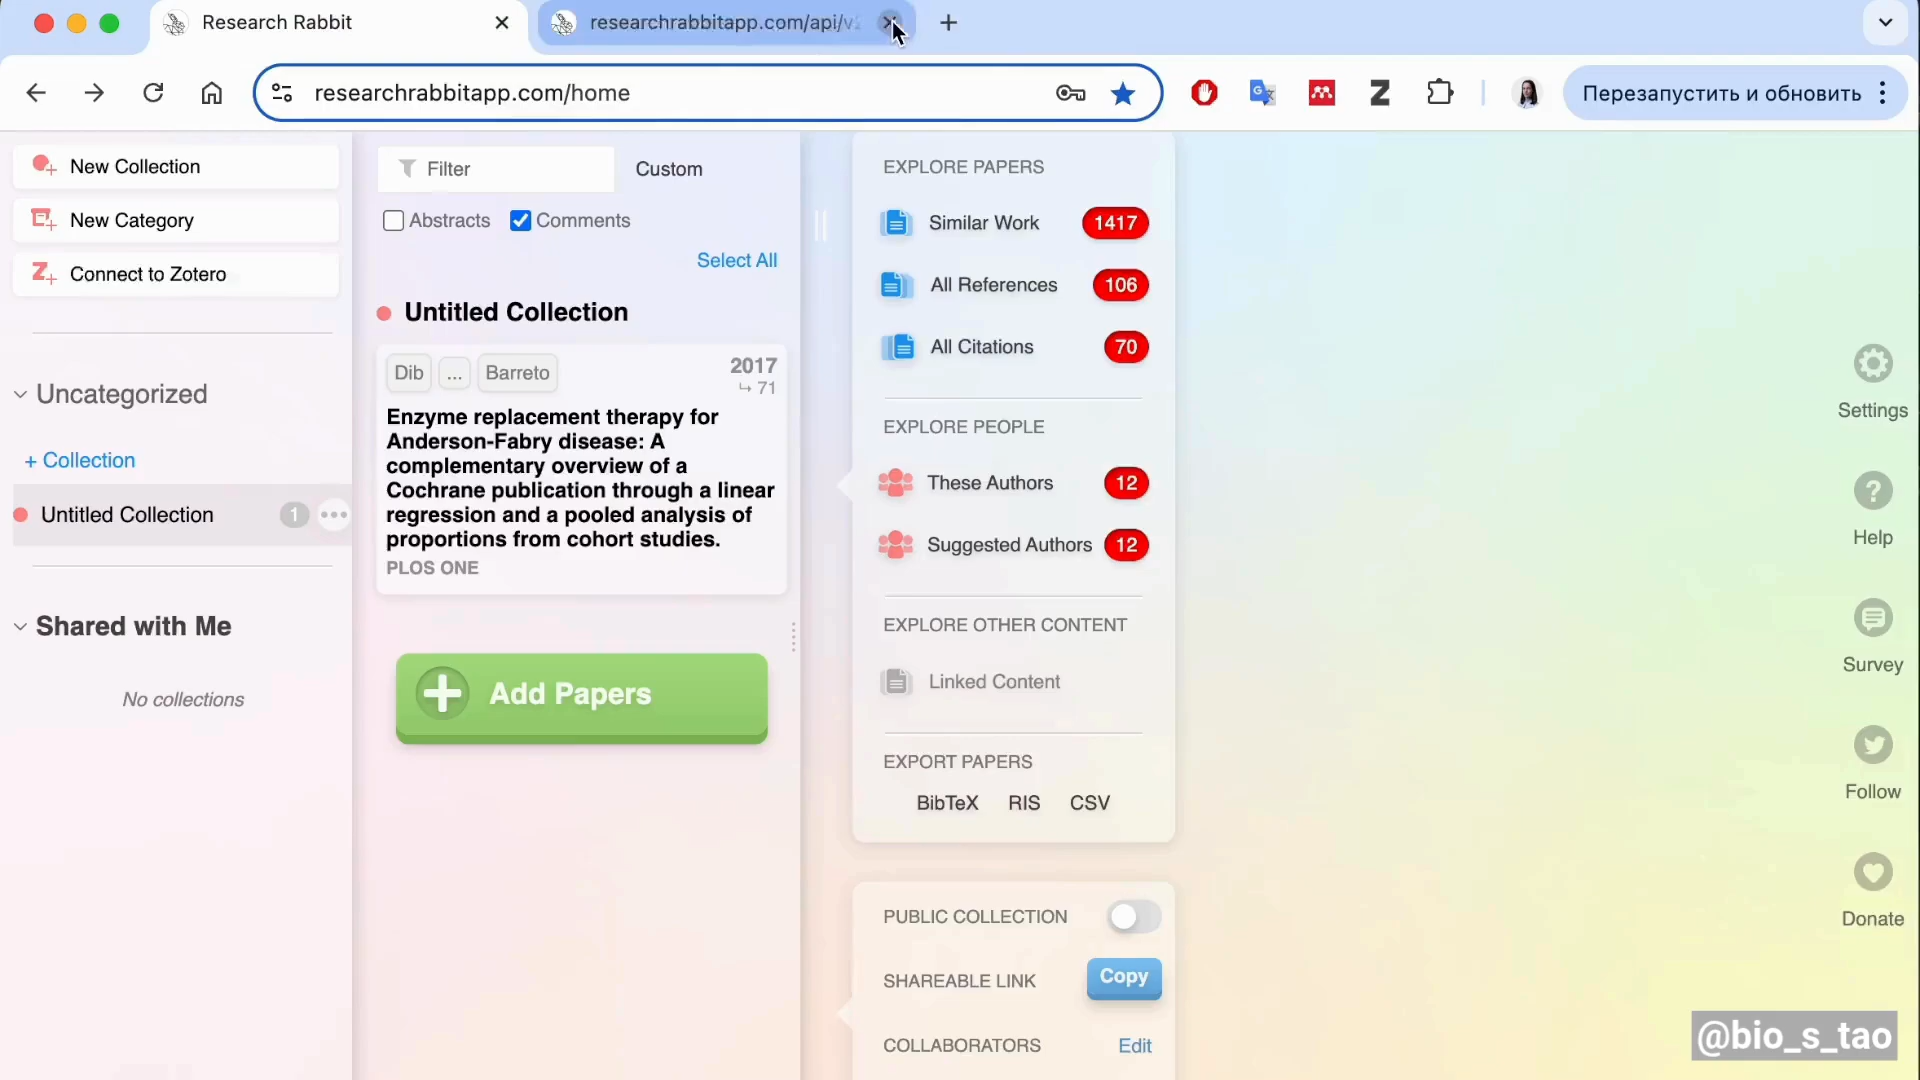 Research Rabbit
researchrabbitapp.com/api/v
researchrabbitapp.com/home
Перезапустить и обновить
New Collection
New Category
Connect to Zotero
Uncategorized
+ Collection
Untitled Collection 1
Shared with Me
No collections
Filter
Custom
Abstracts
Comments
Select All
Untitled Collection
Dib ... Barreto
2017
71
Enzyme replacement therapy for
Anderson-Fabry disease: A
complementary overview of a
Cochrane publication through a linear
regression and a pooled analysis of
proportions from cohort studies.
PLOS ONE
Add Papers
EXPLORE PAPERS
Similar Work 1417
All References 106
All Citations 70
EXPLORE PEOPLE
These Authors 12
Suggested Authors 12
EXPLORE OTHER CONTENT
Linked Content
EXPORT PAPERS
BibTeX RIS CSV
PUBLIC COLLECTION
SHAREABLE LINK Copy
COLLABORATORS Edit
Settings
Help
Survey
Follow
Donate
@bio_s_tao